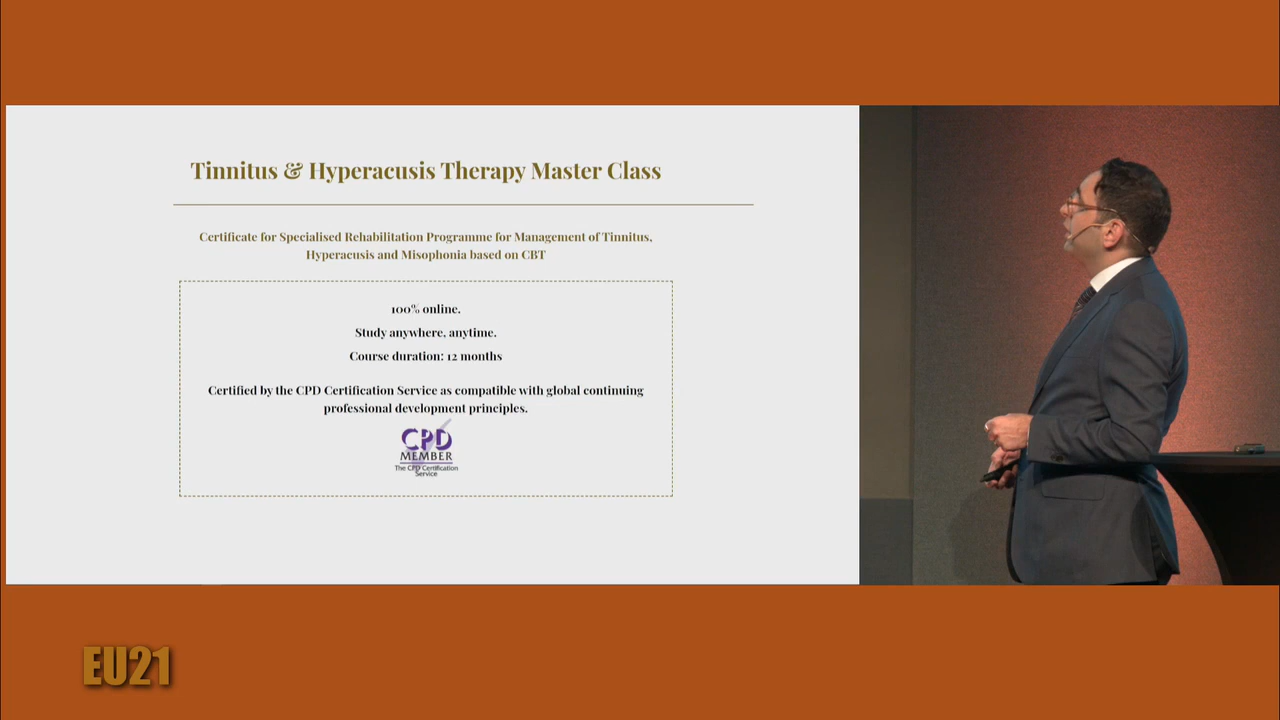 Tinnitus & Hyperacusis Therapy Master Class
Certificate for Specialised Rehabilitation Programme for Management of Tinnitus,
Hyperacusis and Misophonia based on CBT
100% online.
Study anywhere, anytime.
Course duration: 12 months
Certified by the CPD Certification Service as compatible with global continuing
professional development principles.
CPD
MEMBER
The CPD Certification
Service
EU21